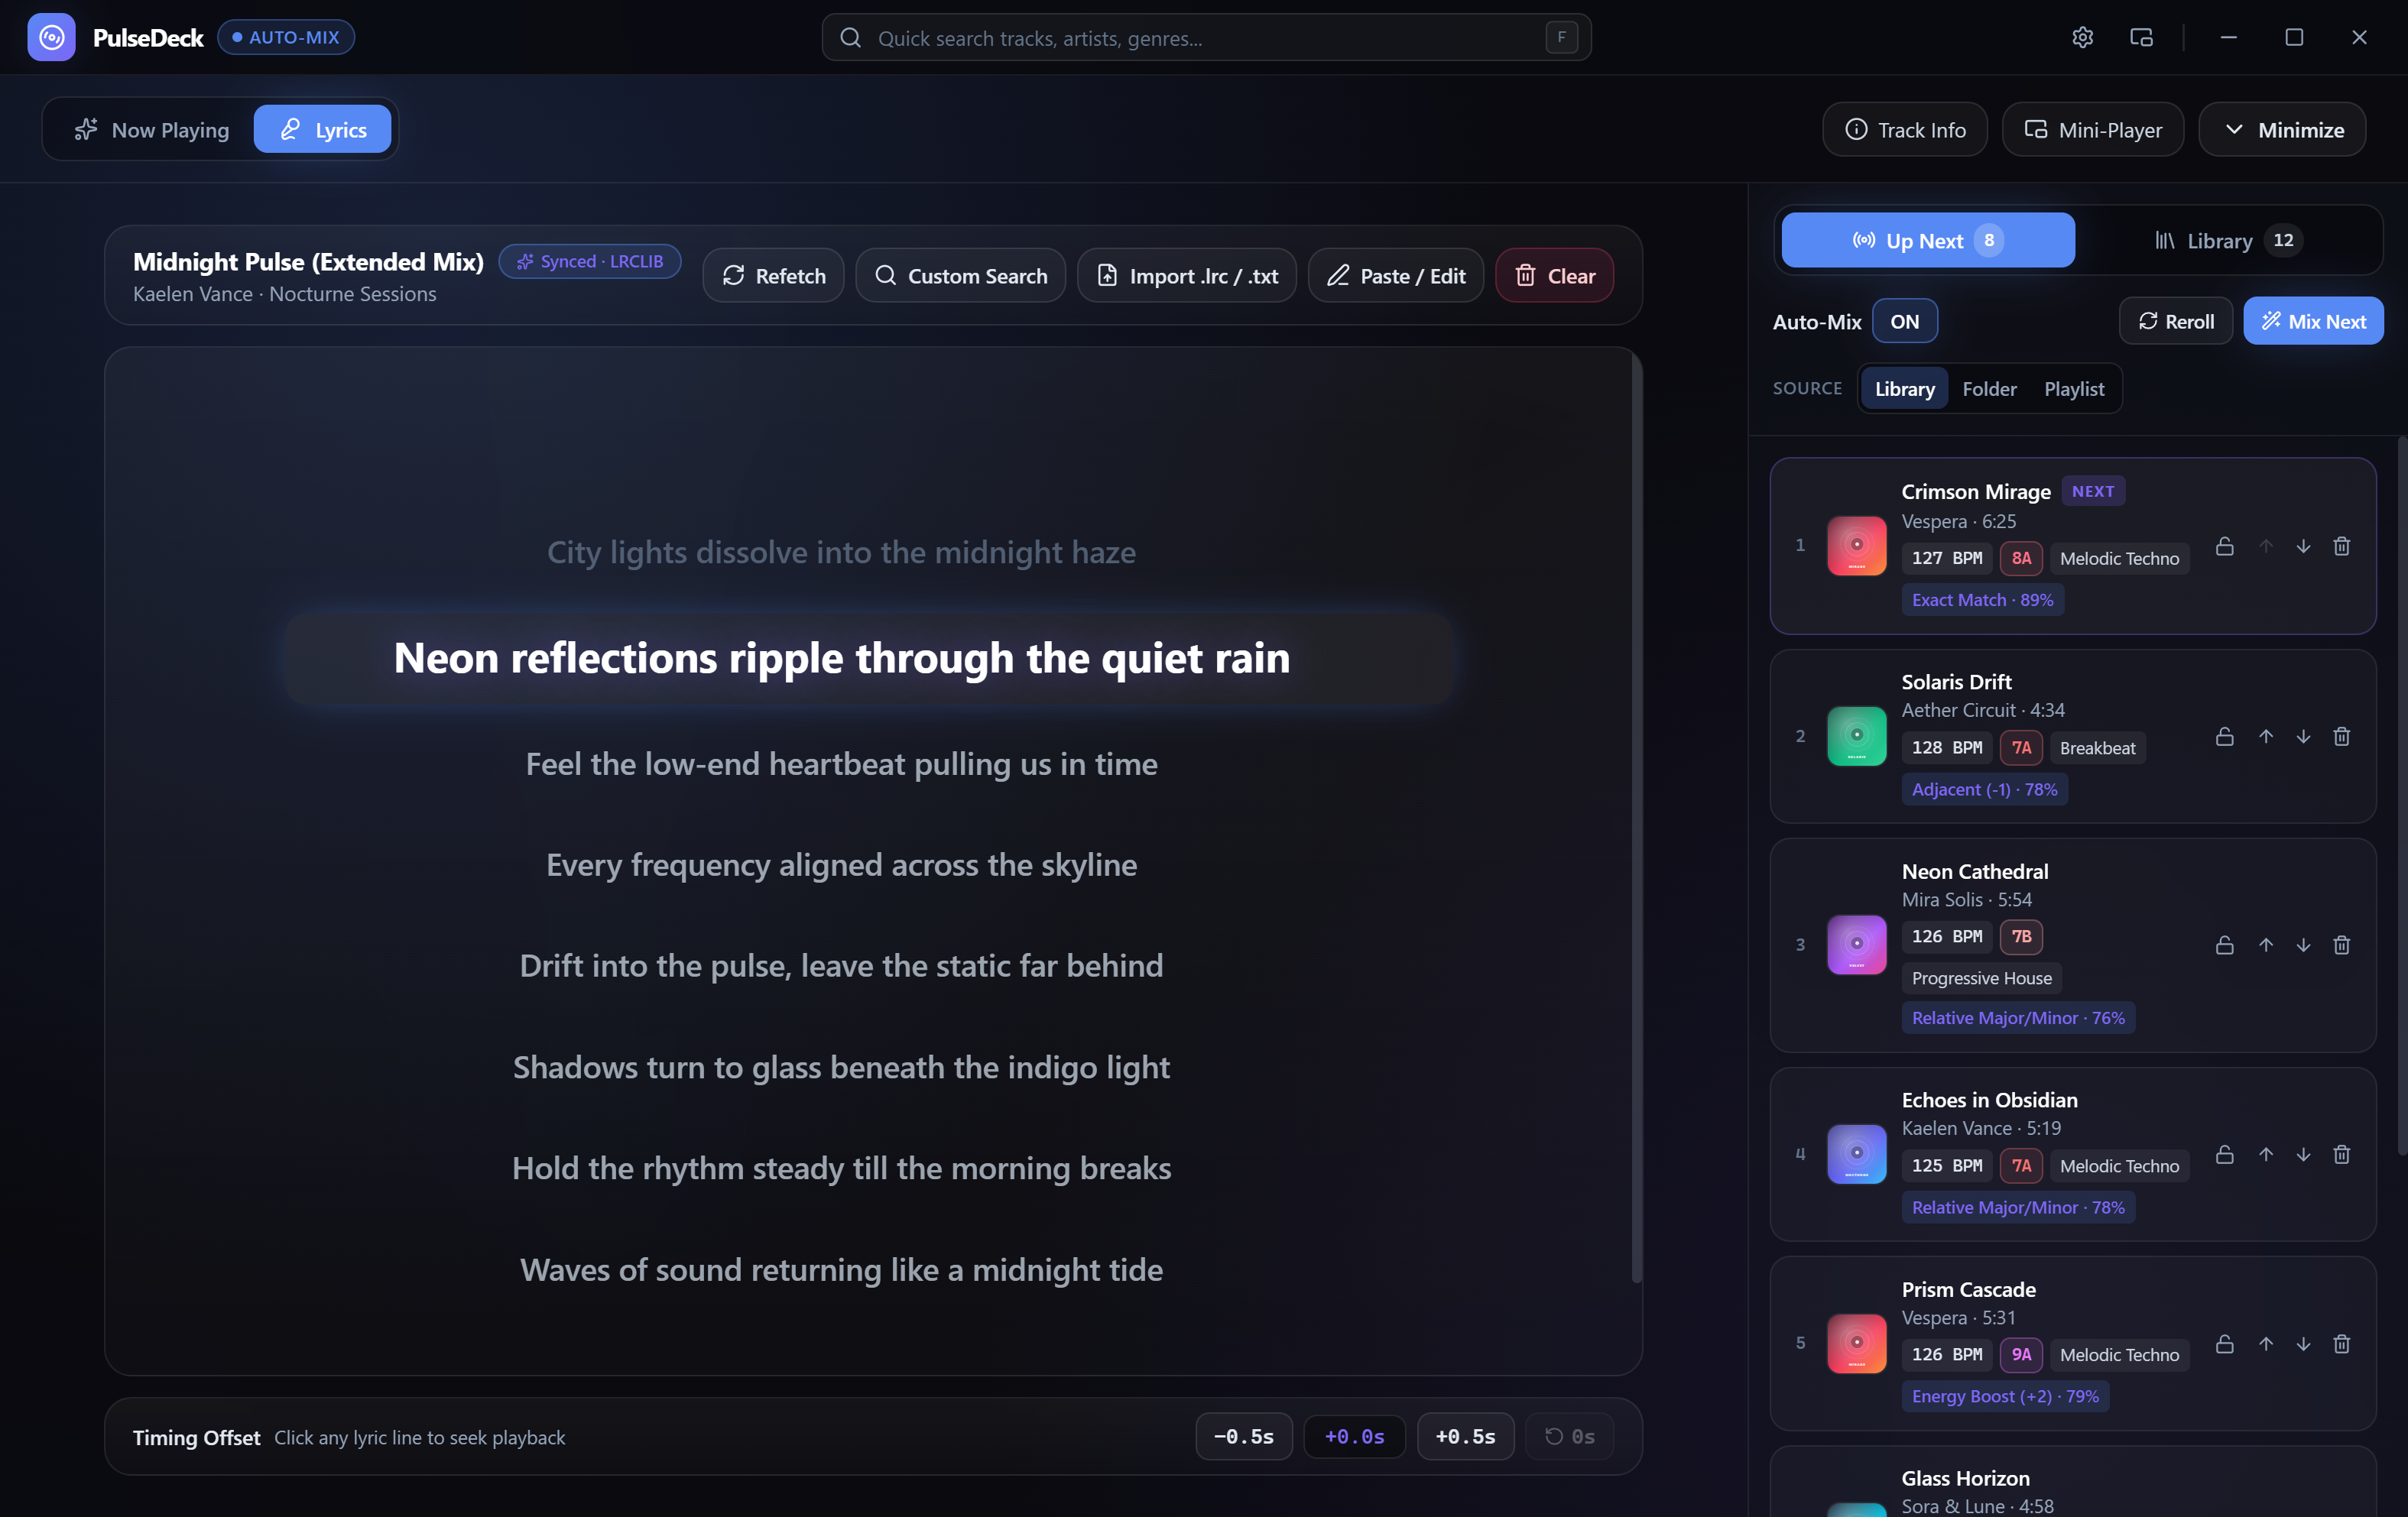 PulseDeck
AUTO-MIX
Quick search tracks, artists, genres...
F
Now Playing
Lyrics
Track Info
Mini-Player
Minimize
Midnight Pulse (Extended Mix)
Synced · LRCLIB
Kaelen Vance · Nocturne Sessions
Refetch
Custom Search
Import .lrc / .txt
Paste / Edit
Clear
City lights dissolve into the midnight haze
Neon reflections ripple through the quiet rain
Feel the low-end heartbeat pulling us in time
Every frequency aligned across the skyline
Drift into the pulse, leave the static far behind
Shadows turn to glass beneath the indigo light
Hold the rhythm steady till the morning breaks
Waves of sound returning like a midnight tide
Timing Offset Click any lyric line to seek playback
−0.5s
+0.0s
+0.5s
0s
Up Next 8
Library 12
Auto-Mix ON
Reroll
Mix Next
SOURCE
Library
Folder
Playlist
1
Crimson Mirage NEXT
Vespera · 6:25
127 BPM 8A Melodic Techno
Exact Match · 89%
2
Solaris Drift
Aether Circuit · 4:34
128 BPM 7A Breakbeat
Adjacent (-1) · 78%
3
Neon Cathedral
Mira Solis · 5:54
126 BPM 7B
Progressive House
Relative Major/Minor · 76%
4
Echoes in Obsidian
Kaelen Vance · 5:19
125 BPM 7A Melodic Techno
Relative Major/Minor · 78%
5
Prism Cascade
Vespera · 5:31
126 BPM 9A Melodic Techno
Energy Boost (+2) · 79%
Glass Horizon
Sora & Lune · 4:58